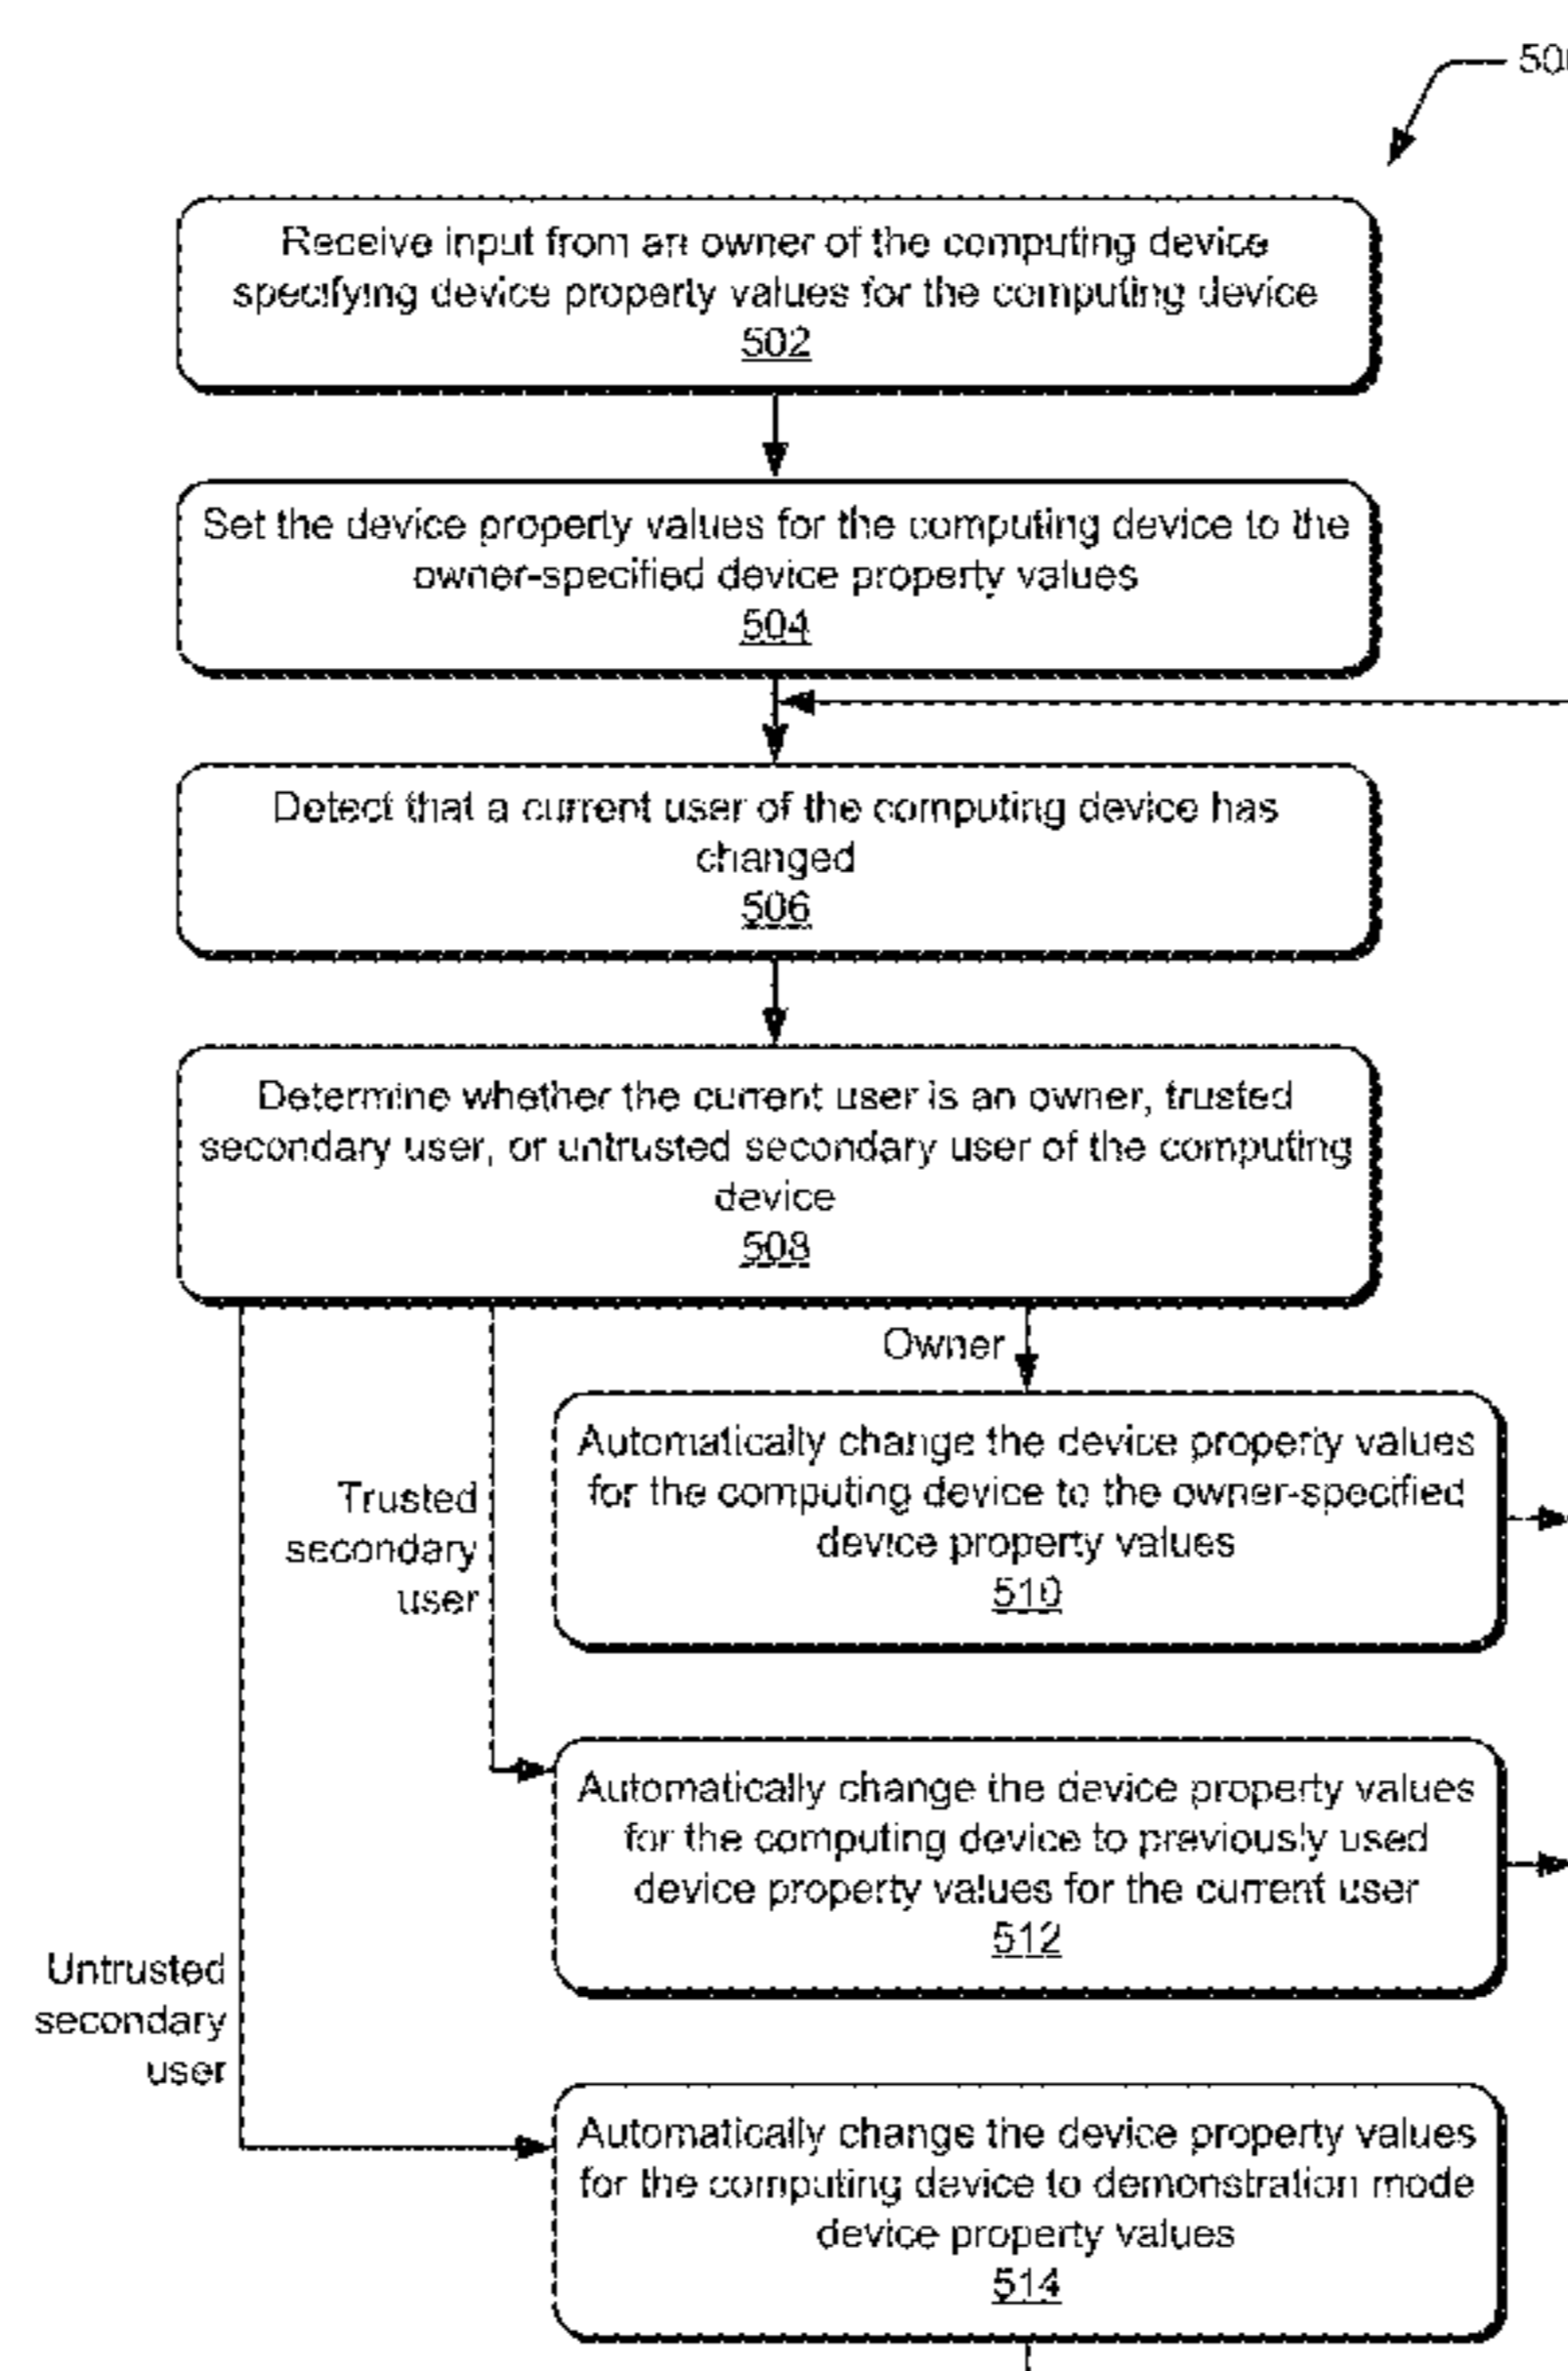 Receive input from an owner of the computing device
specifying device property values for the computing device
502
Set the device property values for the computing device to the
owner-specified device property values
504
Detect that a current user of the computing device has
changed
506
Determine whether the current user is an owner, trusted
secondary user, or untrusted secondary user of the computing
device
508
Owner
Automatically change the device property values
for the computing device to the owner-specified
device property values
510
Trusted
secondary
user
Automatically change the device property values
for the computing device to previously used
device property values for the current user
512
Untrusted
secondary
user
Automatically change the device property values
for the computing device to demonstration mode
device property values
514